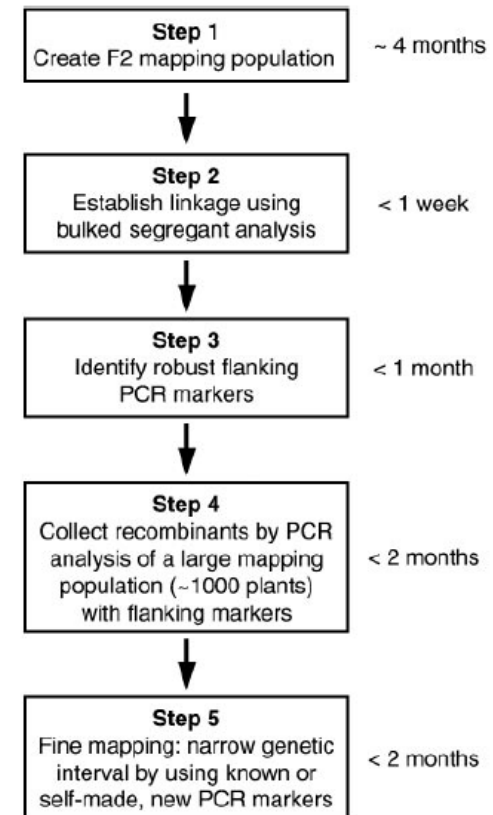 Step 1
Create F2 mapping population
~ 4 months
Step 2
Establish linkage using
bulked segregant analysis
< 1 week
Step 3
Identify robust flanking
PCR markers
< 1 month
Step 4
Collect recombinants by PCR
analysis of a large mapping
population (~1000 plants)
with flanking markers
< 2 months
Step 5
Fine mapping: narrow genetic
interval by using known or
self-made, new PCR markers
< 2 months